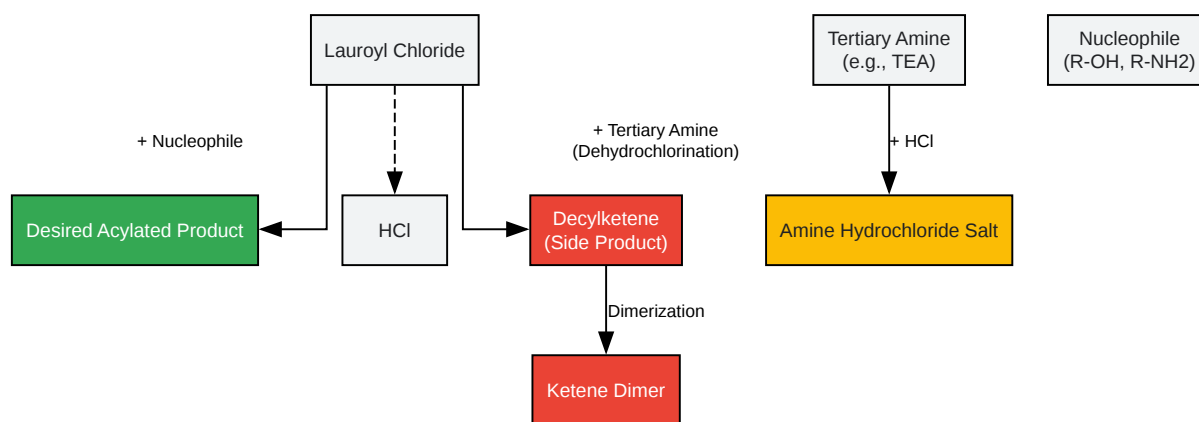 Lauroyl Chloride
Tertiary Amine
(e.g., TEA)
Nucleophile
(R-OH, R-NH2)
+ Nucleophile
+ Tertiary Amine
(Dehydrochlorination)
+ HCl
Desired Acylated Product
HCl
Decylketene
(Side Product)
Amine Hydrochloride Salt
Dimerization
Ketene Dimer